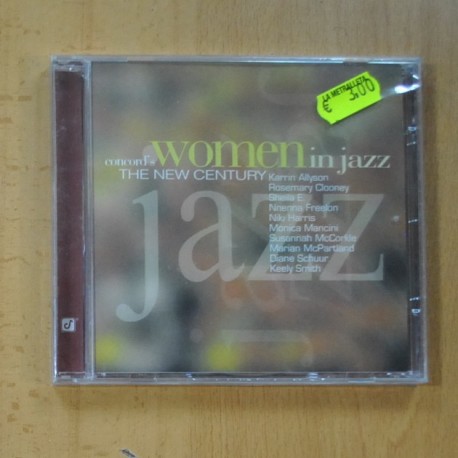 LA METRALLETA
€ 3,00
concord's women in jazz
THE NEW CENTURY
Karrin Allyson
Rosemary Clooney
Sheila E.
Nnenna Freelon
Niki Harris
Monica Mancini
Susannah McCorkle
Marian McPartland
Diane Schuur
Keely Smith
jazz